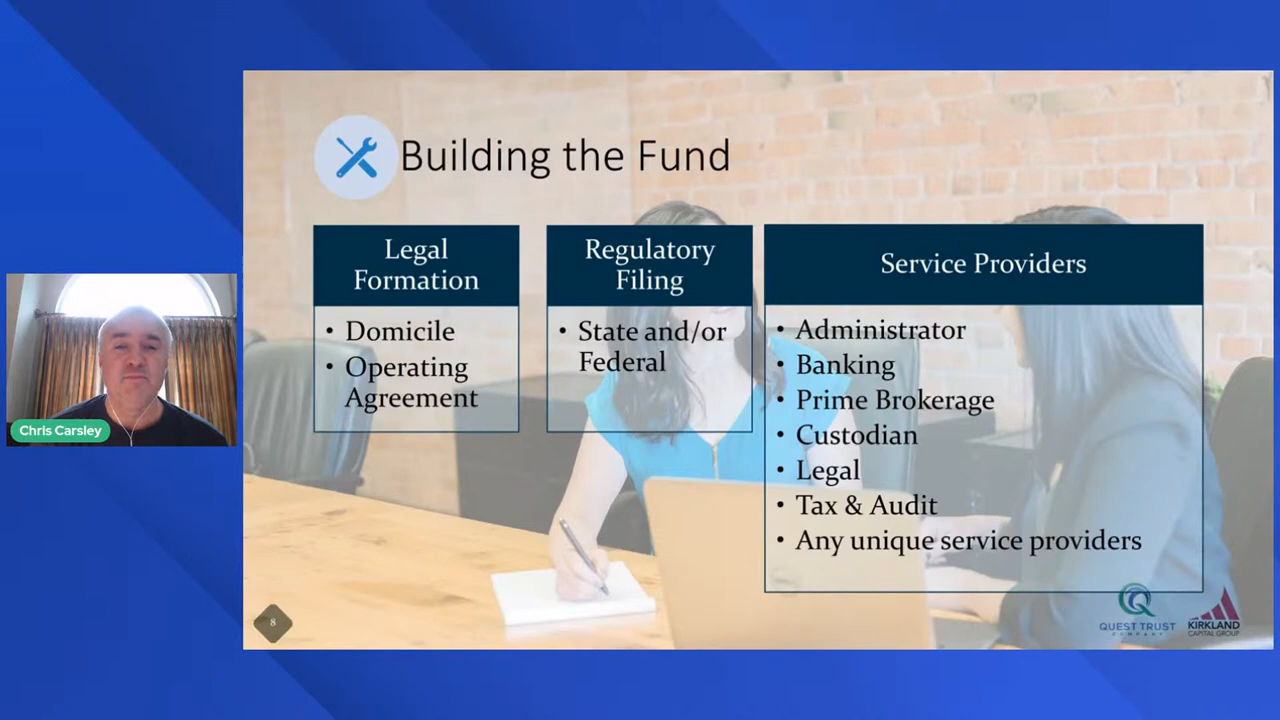 Building the Fund
Legal
Formation
• Domicile
• Operating
Agreement
Regulatory
Filing
• State and/or
Federal
Service Providers
• Administrator
• Banking
• Prime Brokerage
• Custodian
• Legal
• Tax & Audit
• Any unique service providers
Chris Carsley
8
QUEST TRUST
COMPANY
KIRKLAND
CAPITAL GROUP